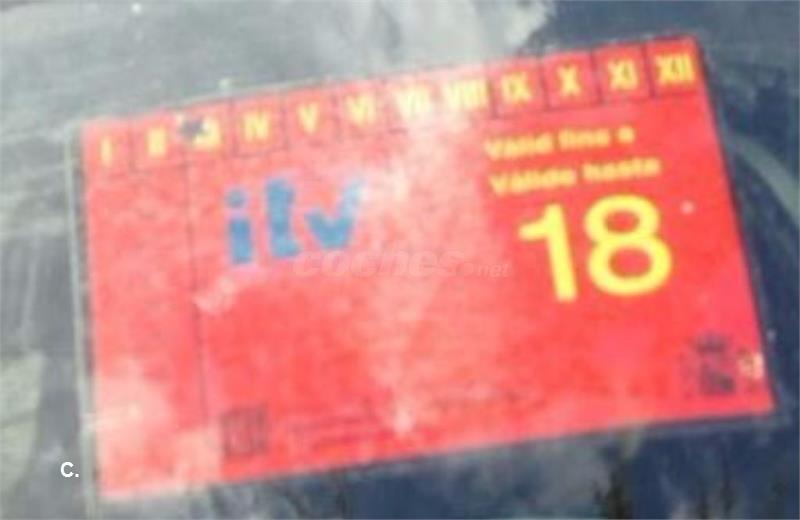 I II III IV V VI VII VIII IX X XI XII
Vàlid fins a
Válido hasta
itv
18
coches.net
C.